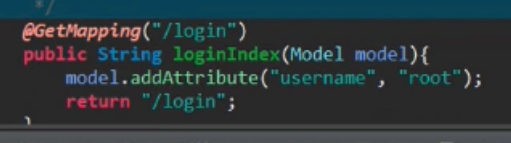 */
@GetMapping("/login")
public String loginIndex(Model model){
model.addAttribute("username", "root");
return "/login";
}